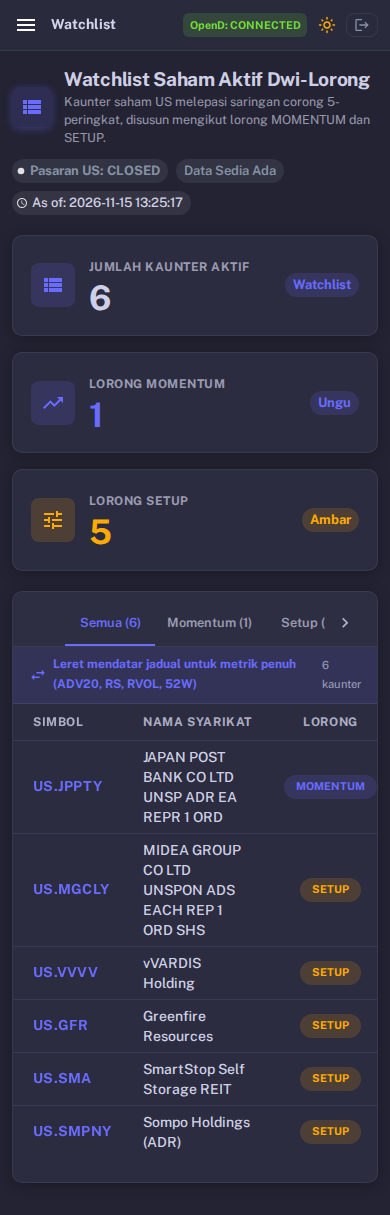 Watchlist
OpenD: CONNECTED
Watchlist Saham Aktif Dwi-Lorong
Kaunter saham US melepasi saringan corong 5-
peringkat, disusun mengikut lorong MOMENTUM dan
SETUP.
Pasaran US: CLOSED
Data Sedia Ada
As of: 2026-11-15 13:25:17
JUMLAH KAUNTER AKTIF
6
Watchlist
LORONG MOMENTUM
1
Ungu
LORONG SETUP
5
Ambar
Semua (6)
Momentum (1)
Setup (
Leret mendatar jadual untuk metrik penuh
(ADV20, RS, RVOL, 52W)
6
kaunter
SIMBOL
NAMA SYARIKAT
LORONG
US.JPPTY
JAPAN POST
BANK CO LTD
UNSP ADR EA
REPR 1 ORD
MOMENTUM
US.MGCLY
MIDEA GROUP
CO LTD
UNSPON ADS
EACH REP 1
ORD SHS
SETUP
US.VVVV
vVARDIS
Holding
SETUP
US.GFR
Greenfire
Resources
SETUP
US.SMA
SmartStop Self
Storage REIT
SETUP
US.SMPNY
Sompo Holdings
(ADR)
SETUP